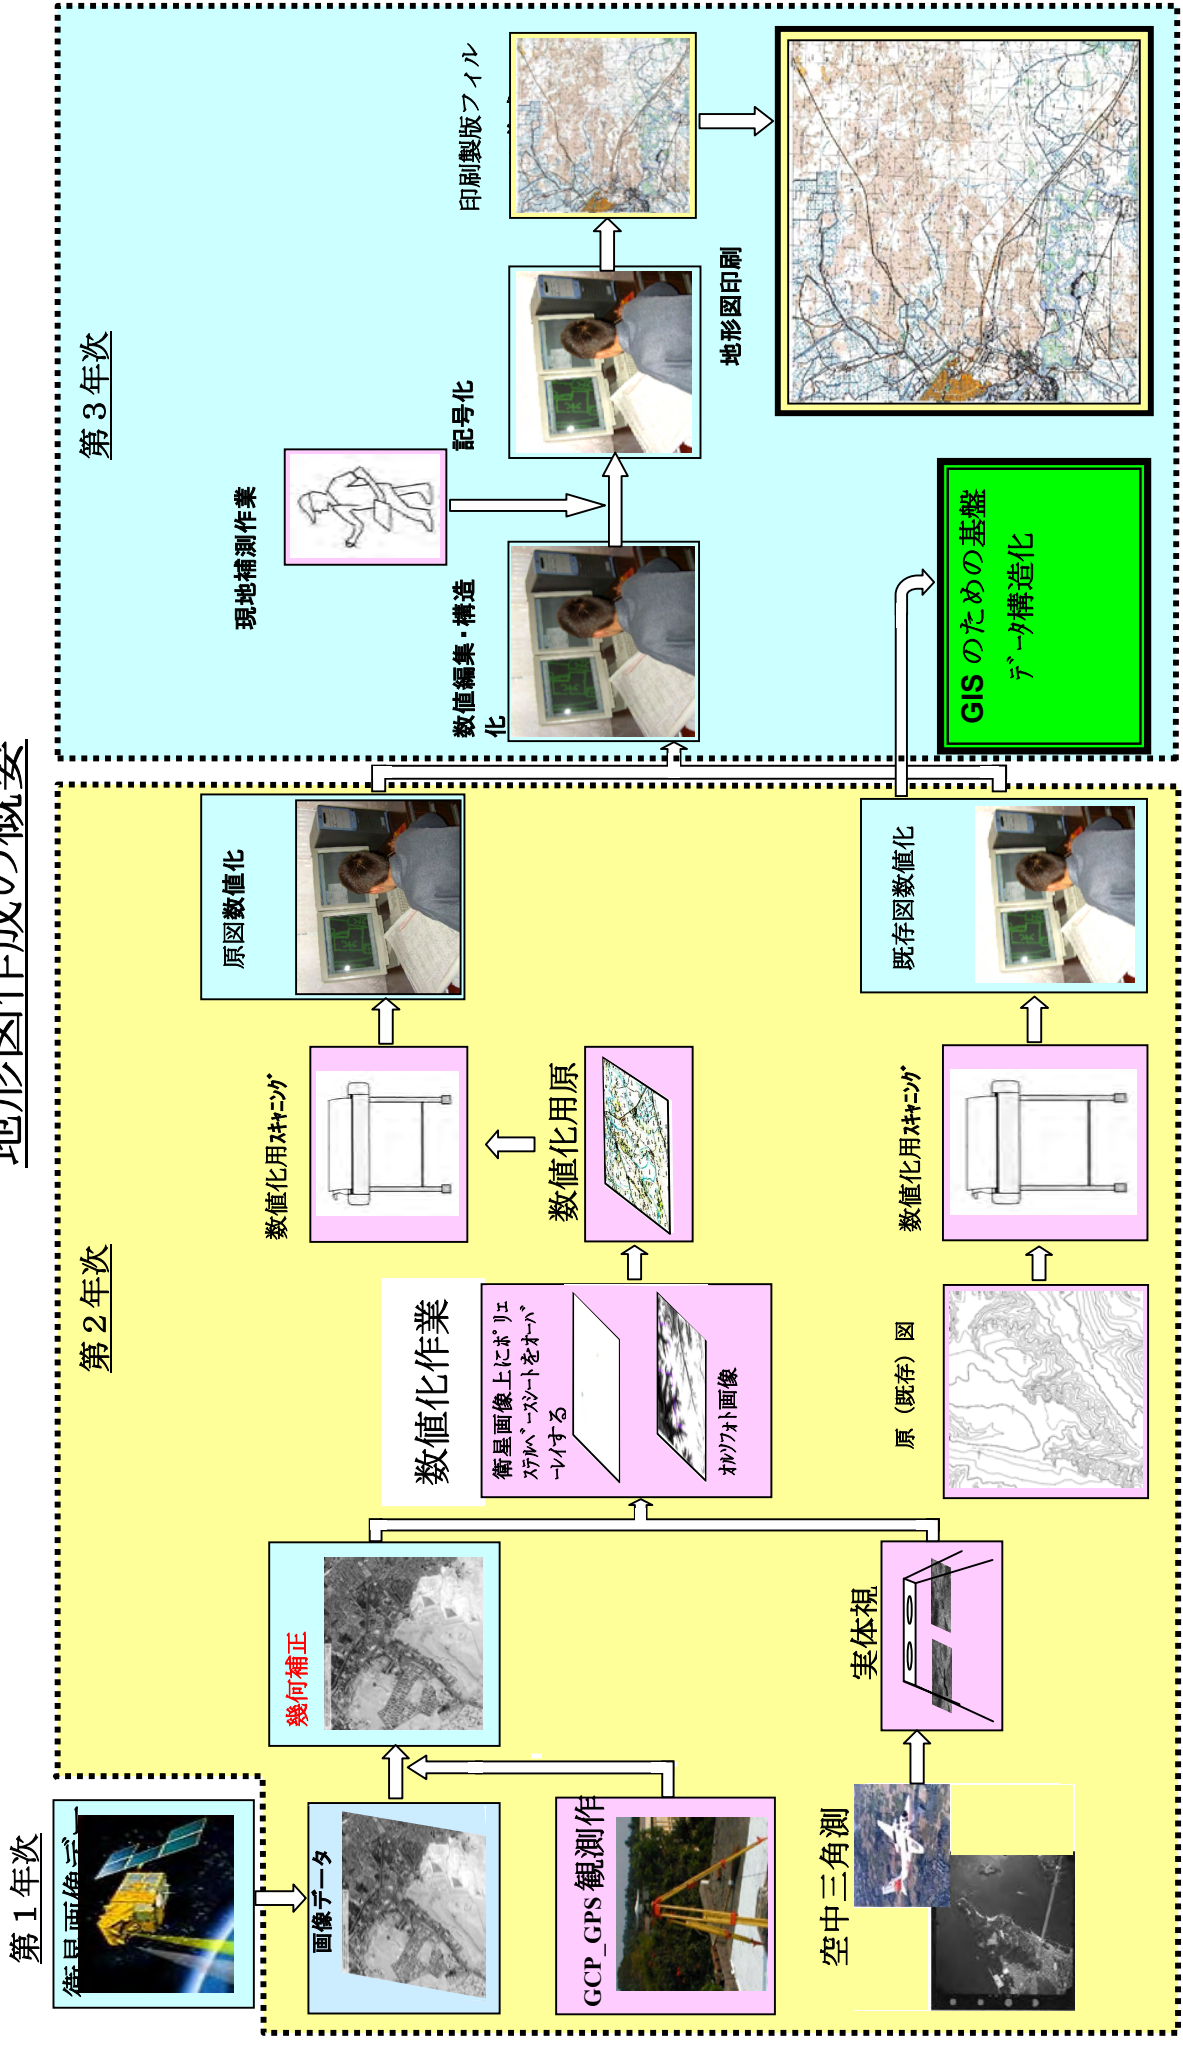 地形図作成の概要
第１年次
衛星画像デー
画像データ
GCP_GPS観測作
空中三角測
第２年次
幾何補正
実体視
数値化作業
衛星画像上にﾎﾟﾘｴ
ｽﾃﾙﾍﾞｰｽｼｰﾄをｵｰﾊﾞ
ｰﾚｲする
ｵﾙｿﾌｫﾄ画像
原（既存）図
数値化用原
数値化用ｽｷｬﾆﾝｸﾞ
数値化用ｽｷｬﾆﾝｸﾞ
原図数値化
既存図数値化
第３年次
数値編集・構造
化
現地補測作業
記号化
印刷製版フィル
地形図印刷
GISのための基盤
ﾃﾞｰﾀ構造化